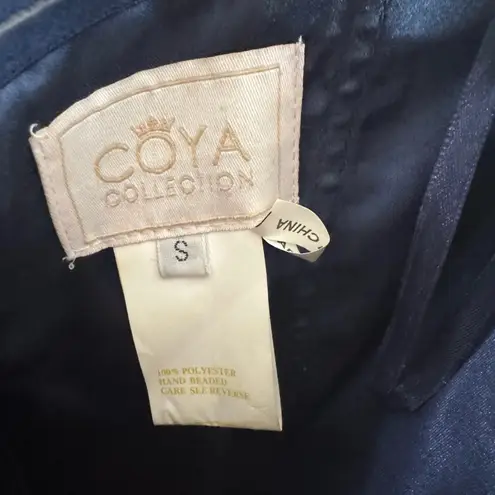 COYA
COLLECTION
CHINA
S
100% POLYESTER
HAND BEADED
CARE SEE REVERSE